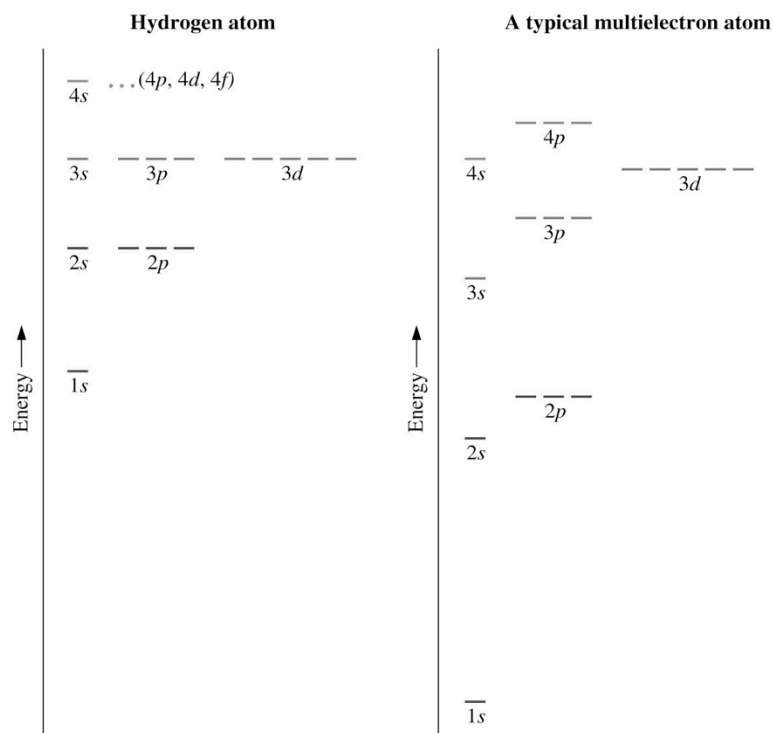 Hydrogen atom
4s
...(4p, 4d, 4f)
3s
3p
3d
2s
2p
1s
Energy
A typical multielectron atom
4p
4s
3d
3p
3s
2p
2s
1s
Energy